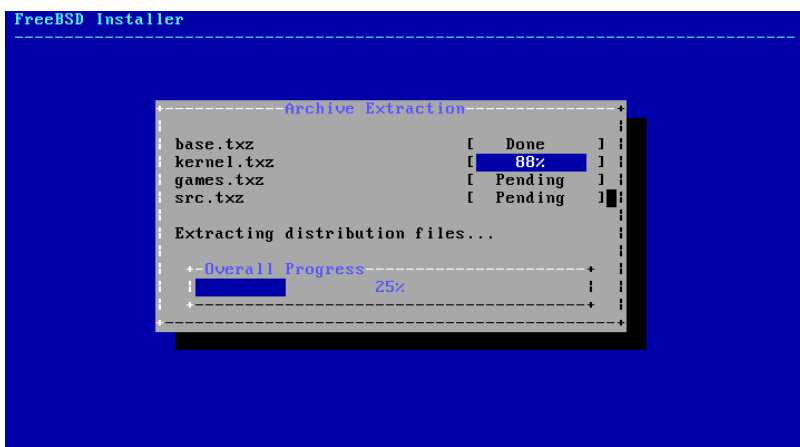 FreeBSD Installer
Archive Extraction
base.txz [ Done ]
kernel.txz [ 88% ]
games.txz [ Pending ]
src.txz [ Pending ]
Extracting distribution files...
Overall Progress
25%